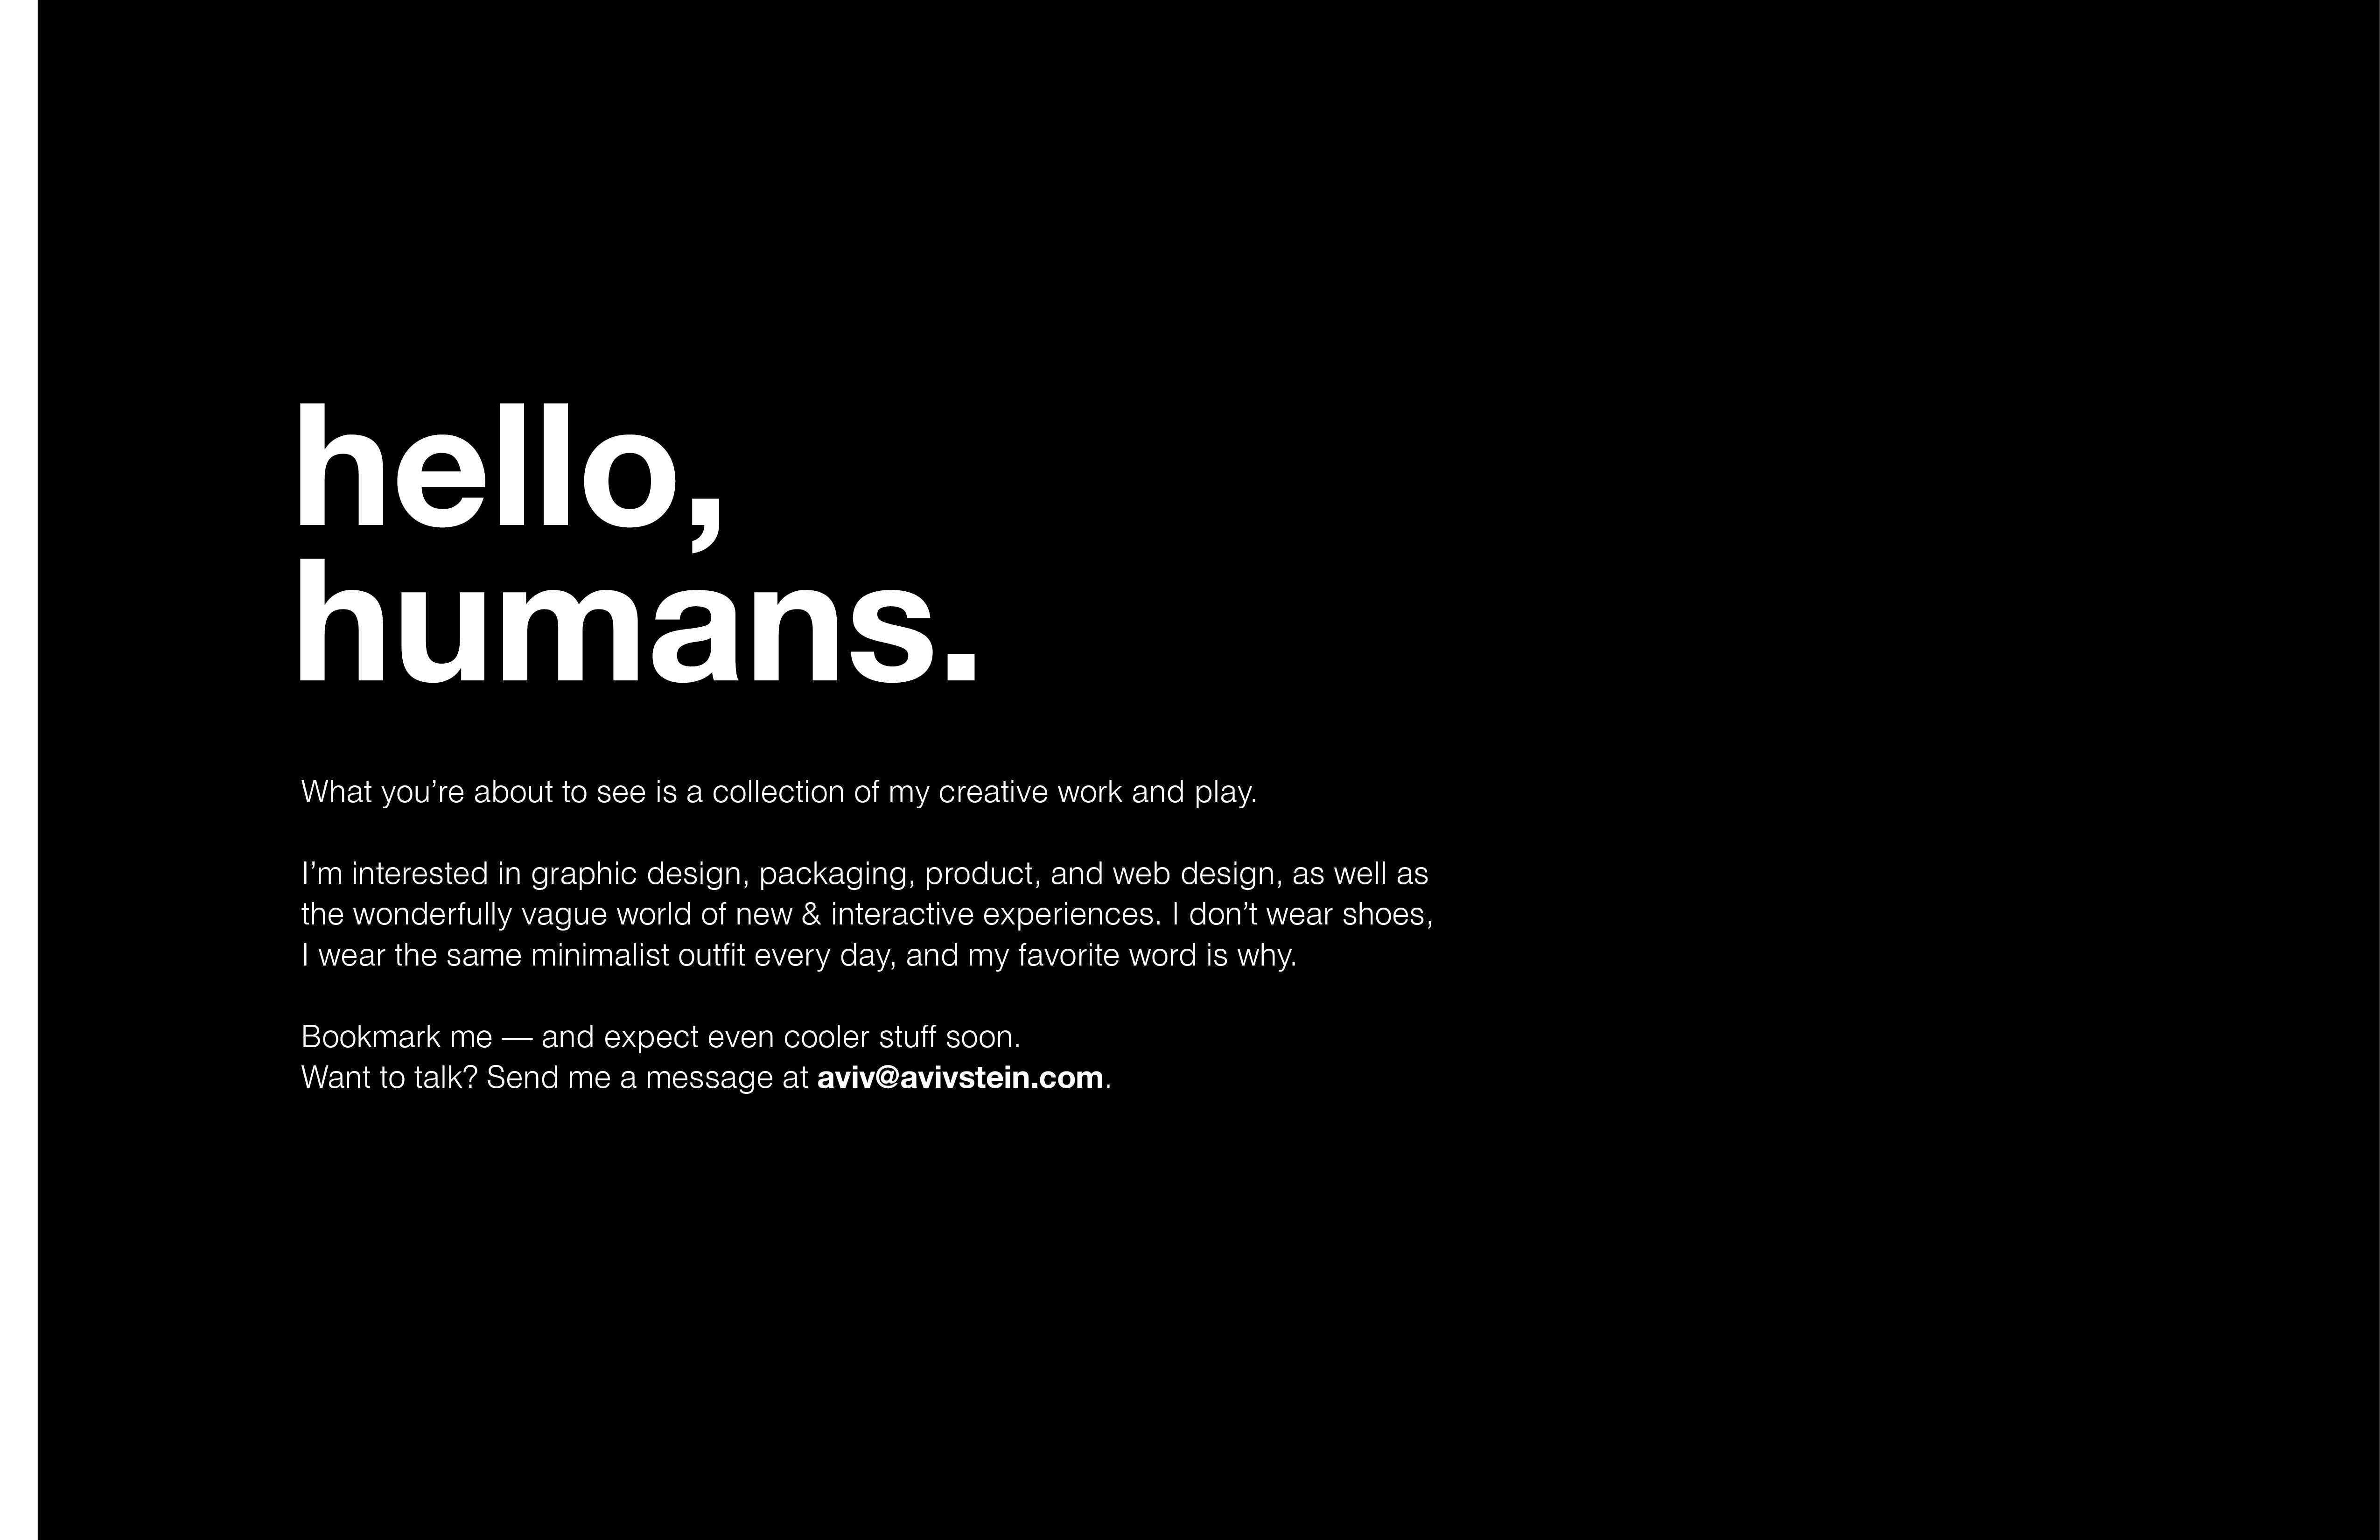 hello,
humans.
What you’re about to see is a collection of my creative work and play.
I’m interested in graphic design, packaging, product, and web design, as well as
the wonderfully vague world of new & interactive experiences. I don’t wear shoes,
I wear the same minimalist outfit every day, and my favorite word is why.
Bookmark me — and expect even cooler stuff soon.
Want to talk? Send me a message at aviv@avivstein.com.